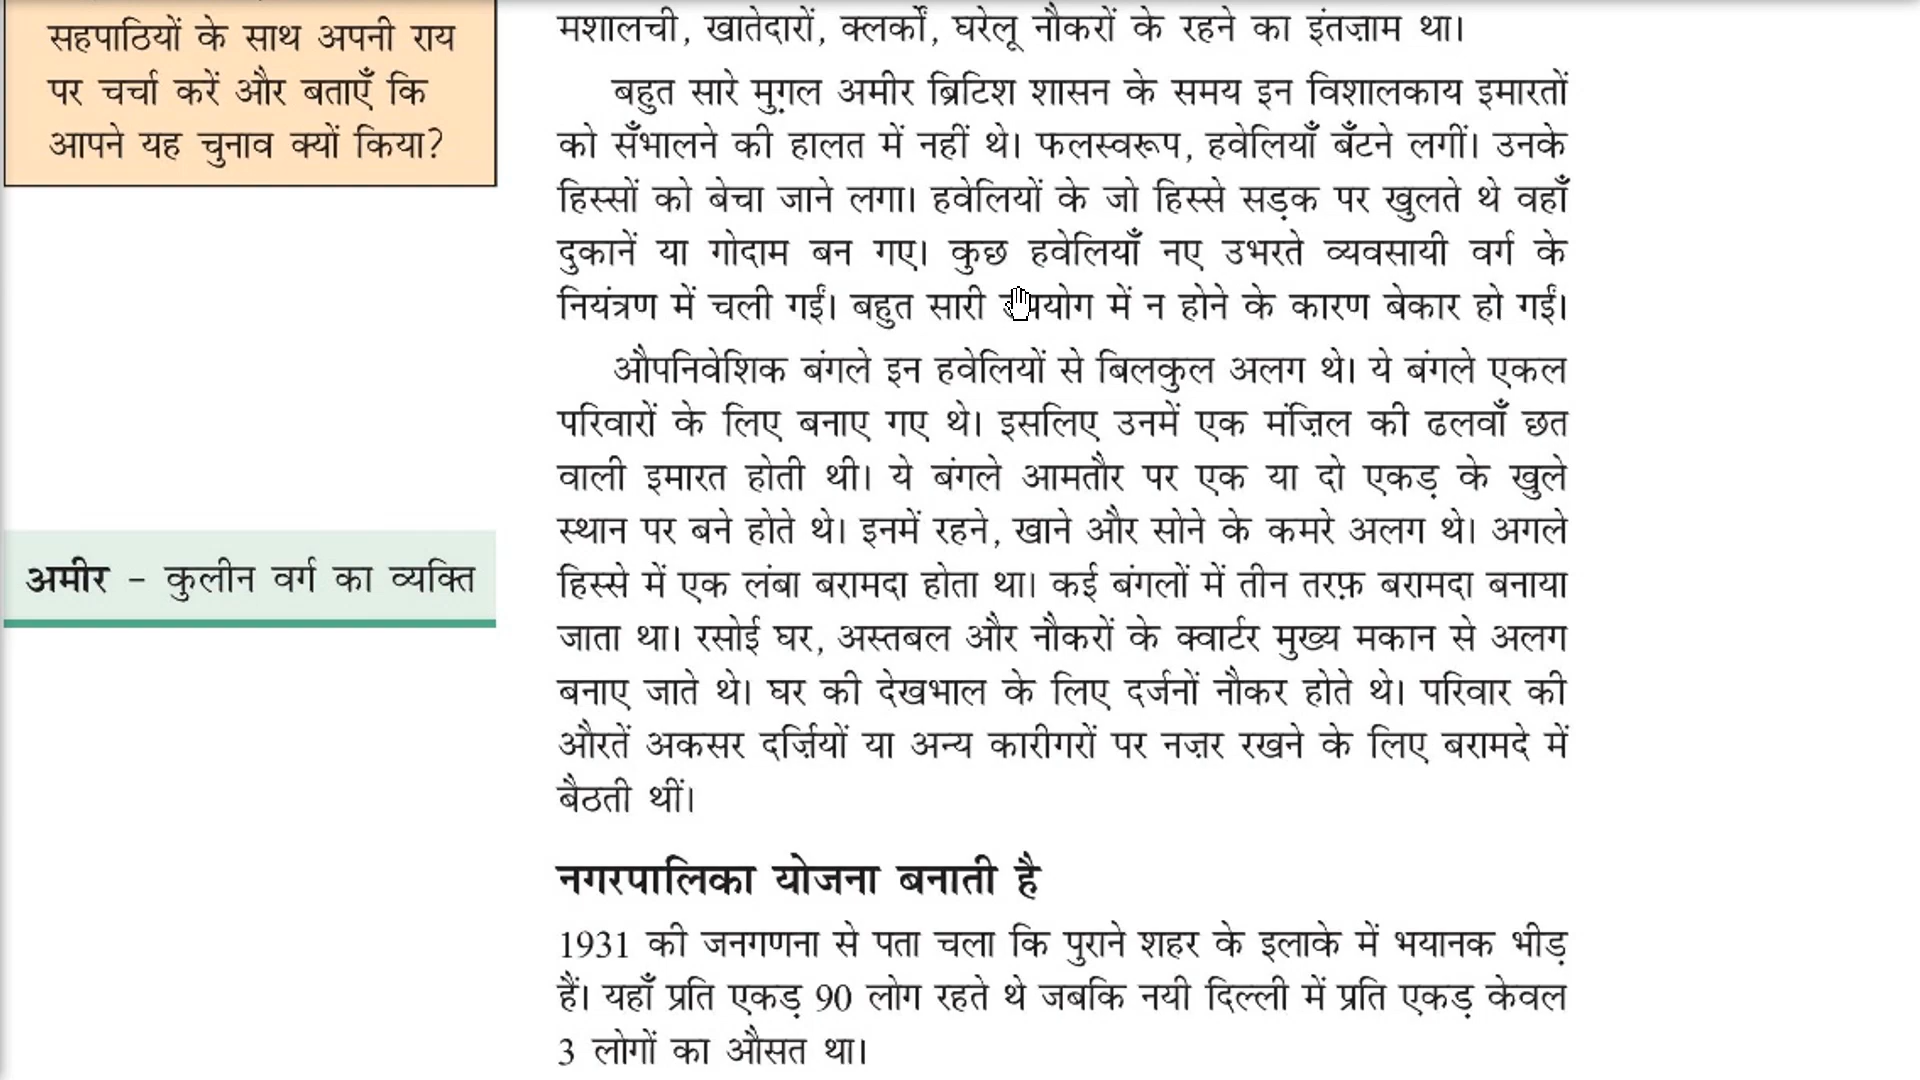 सहपाठियों के साथ अपनी राय
पर चर्चा करें और बताएँ कि
आपने यह चुनाव क्यों किया?
अमीर – कुलीन वर्ग का व्यक्ति
मशालची, खातेदारों, क्लर्कों, घरेलू नौकरों के रहने का इंतज़ाम था।
बहुत सारे मुग़ल अमीर ब्रिटिश शासन के समय इन विशालकाय इमारतों
को सँभालने की हालत में नहीं थे। फलस्वरूप, हवेलियाँ बँटने लगीं। उनके
हिस्सों को बेचा जाने लगा। हवेलियों के जो हिस्से सड़क पर खुलते थे वहाँ
दुकानें या गोदाम बन गए। कुछ हवेलियाँ नए उभरते व्यवसायी वर्ग के
नियंत्रण में चली गईं। बहुत सारी उपयोग में न होने के कारण बेकार हो गईं।
औपनिवेशिक बंगले इन हवेलियों से बिलकुल अलग थे। ये बंगले एकल
परिवारों के लिए बनाए गए थे। इसलिए उनमें एक मंज़िल की ढलवाँ छत
वाली इमारत होती थी। ये बंगले आमतौर पर एक या दो एकड़ के खुले
स्थान पर बने होते थे। इनमें रहने, खाने और सोने के कमरे अलग थे। अगले
हिस्से में एक लंबा बरामदा होता था। कई बंगलों में तीन तरफ़ बरामदा बनाया
जाता था। रसोई घर, अस्तबल और नौकरों के क्वार्टर मुख्य मकान से अलग
बनाए जाते थे। घर की देखभाल के लिए दर्जनों नौकर होते थे। परिवार की
औरतें अकसर दर्ज़ियों या अन्य कारीगरों पर नज़र रखने के लिए बरामदे में
बैठती थीं।
नगरपालिका योजना बनाती है
1931 की जनगणना से पता चला कि पुराने शहर के इलाके में भयानक भीड़
हैं। यहाँ प्रति एकड़ 90 लोग रहते थे जबकि नयी दिल्ली में प्रति एकड़ केवल
3 लोगों का औसत था।